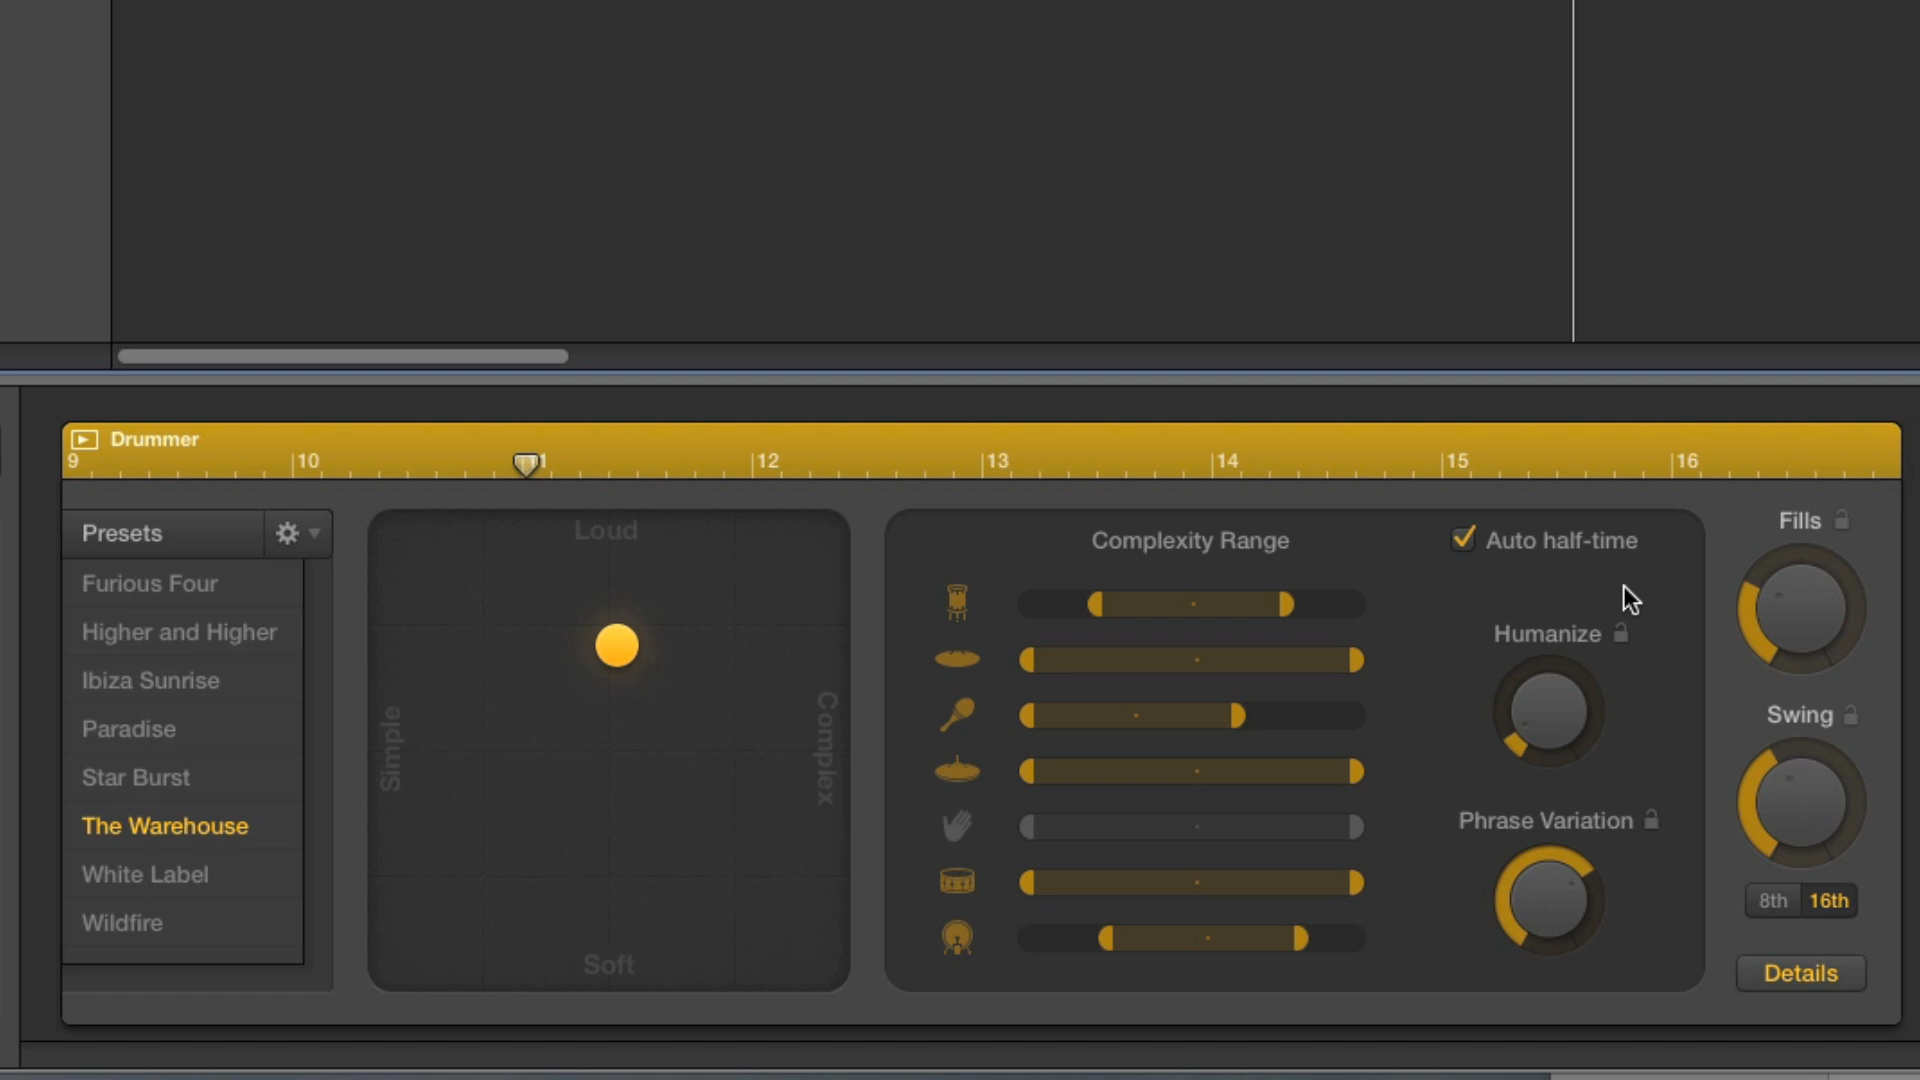 Drummer
9 10 1 12 13 14 15 16
Presets
Furious Four
Higher and Higher
Ibiza Sunrise
Paradise
Star Burst
The Warehouse
White Label
Wildfire
Loud
Simple
Complex
Soft
Complexity Range
Auto half-time
Humanize
Phrase Variation
Fills
Swing
8th 16th
Details